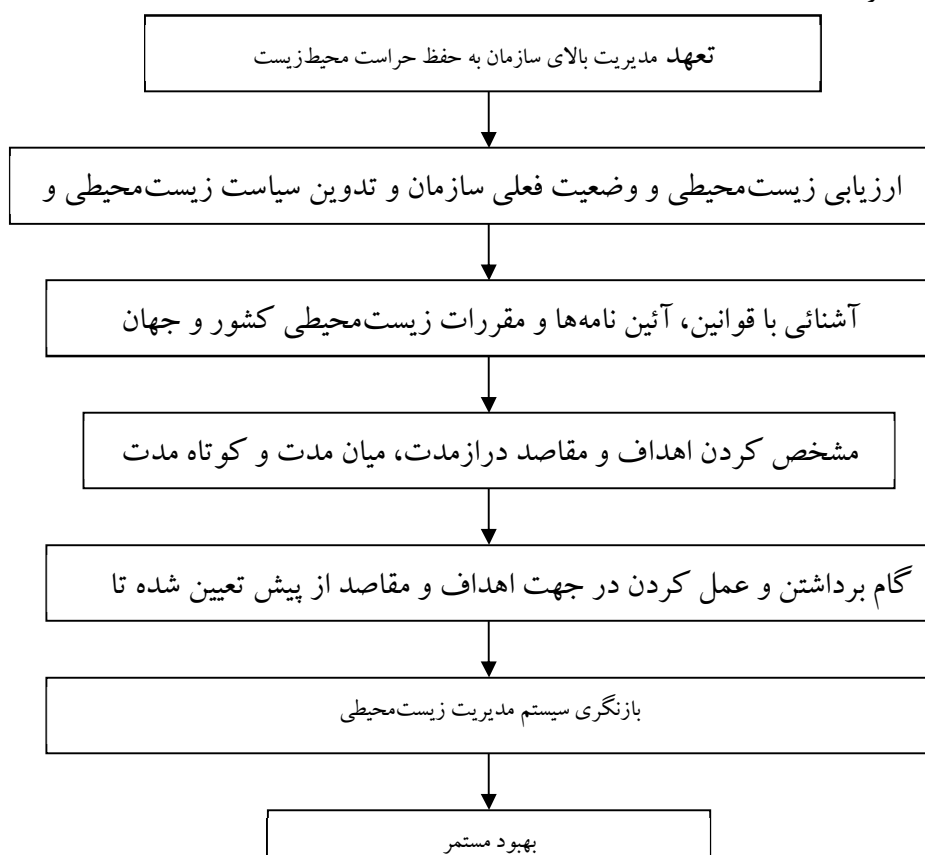 تعهد مدیریت بالای سازمان به حفظ حراست محیط‌زیست
ارزیابی زیست‌محیطی و وضعیت فعلی سازمان و تدوین سیاست زیست‌محیطی و
آشنائی با قوانین، آئین نامه‌ها و مقررات زیست‌محیطی کشور و جهان
مشخص کردن اهداف و مقاصد درازمدت، میان مدت و کوتاه مدت
گام برداشتن و عمل کردن در جهت اهداف و مقاصد از پیش تعیین شده تا
بازنگری سیستم مدیریت زیست‌محیطی
بهبود مستمر